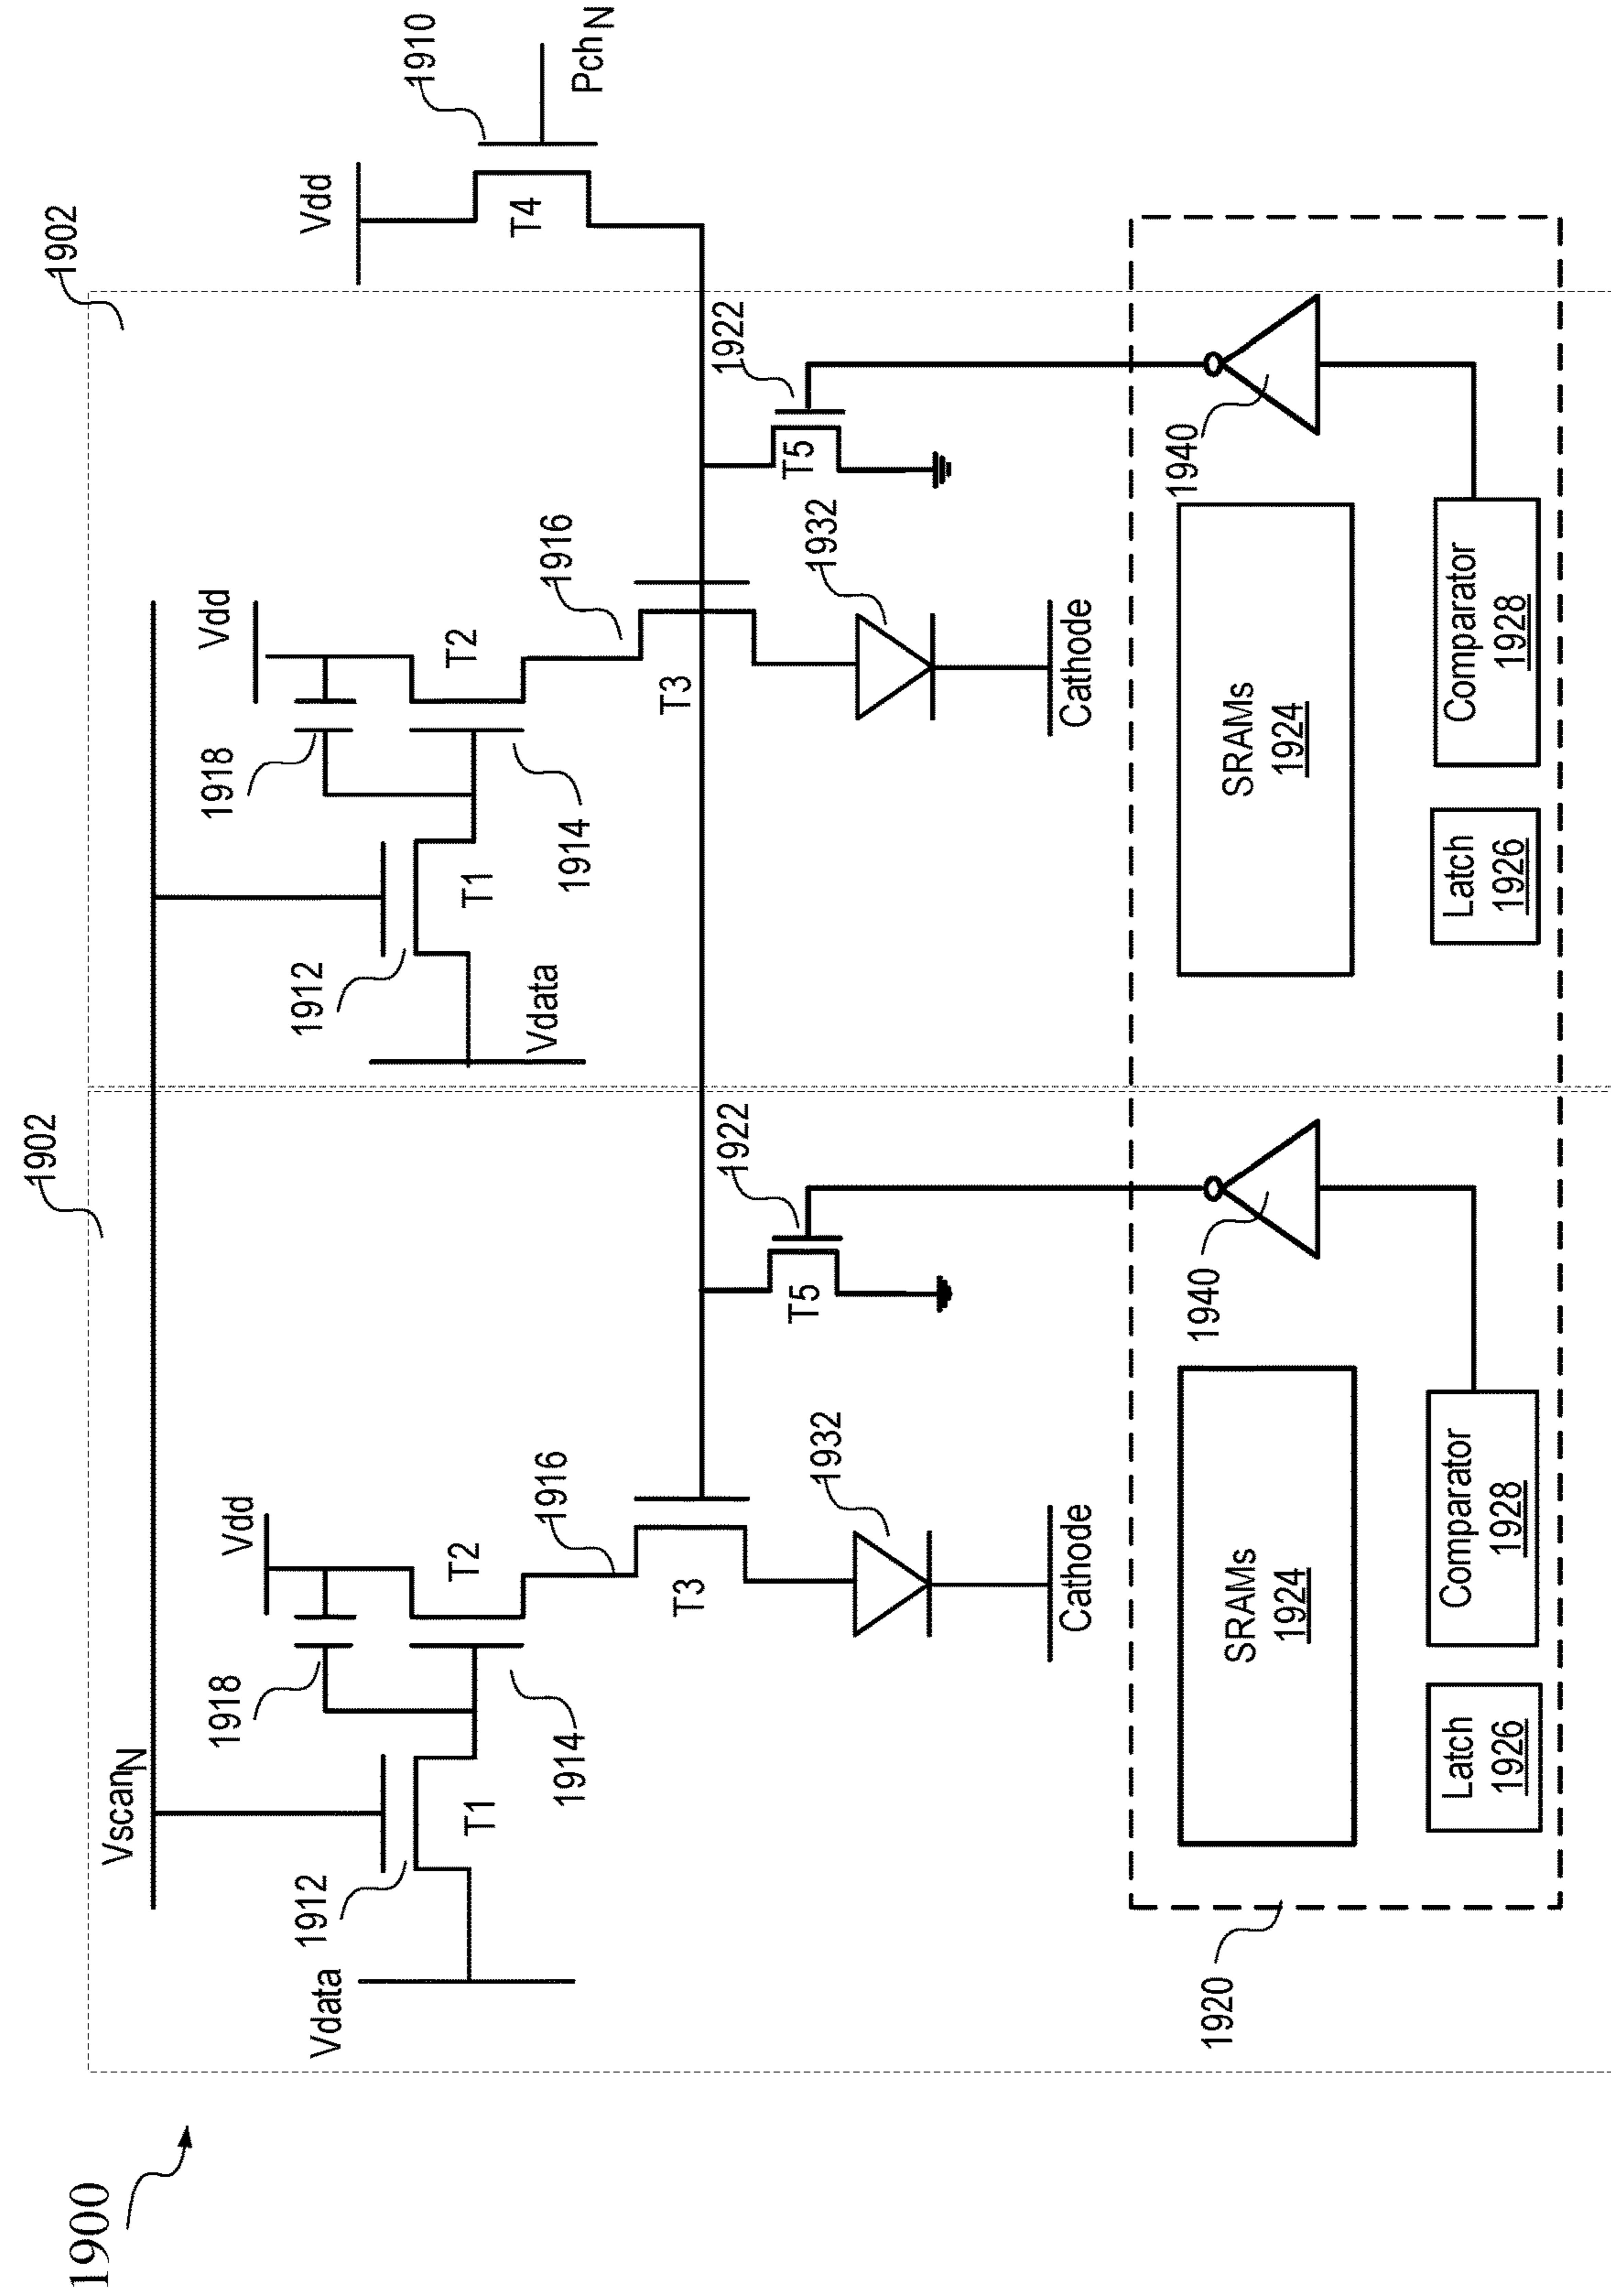 1900
1902
1902
Vscan_N
Vdd
Vdd
Vdd
1910
T4
Pch_N
1918
T2
1918
T2
1912
T1
1914
1912
T1
1914
Vdata
Vdata
1916
T3
1916
T3
1922
T5
1922
T5
1932
1932
Cathode
Cathode
1920
1940
1940
SRAMs
1924
SRAMs
1924
Latch
1926
Comparator
1928
Latch
1926
Comparator
1928